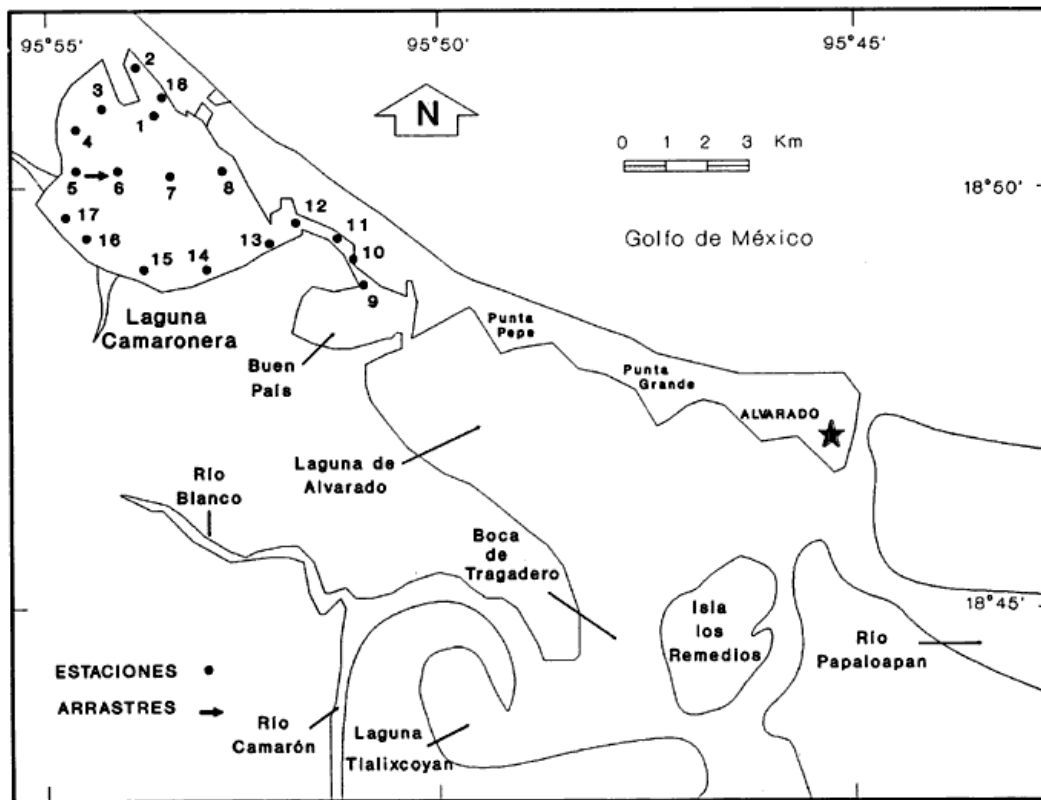 95°55'
95°50'
95°45'
2
18
3
1
4
N
0 1 2 3 Km
5
6
7
8
18°50'
17
12
11
Golfo de México
16
13
10
15
14
9
Laguna
Camaronera
Punta
Pepe
Buen
País
Punta
Grande
ALVARADO
Laguna de
Alvarado
Río
Blanco
Boca
de
Tragadero
18°45'
Isla
los
Remedios
Río
Papaloapan
ESTACIONES
ARRASTRES
Río
Camarón
Laguna
Tlalixcoyan